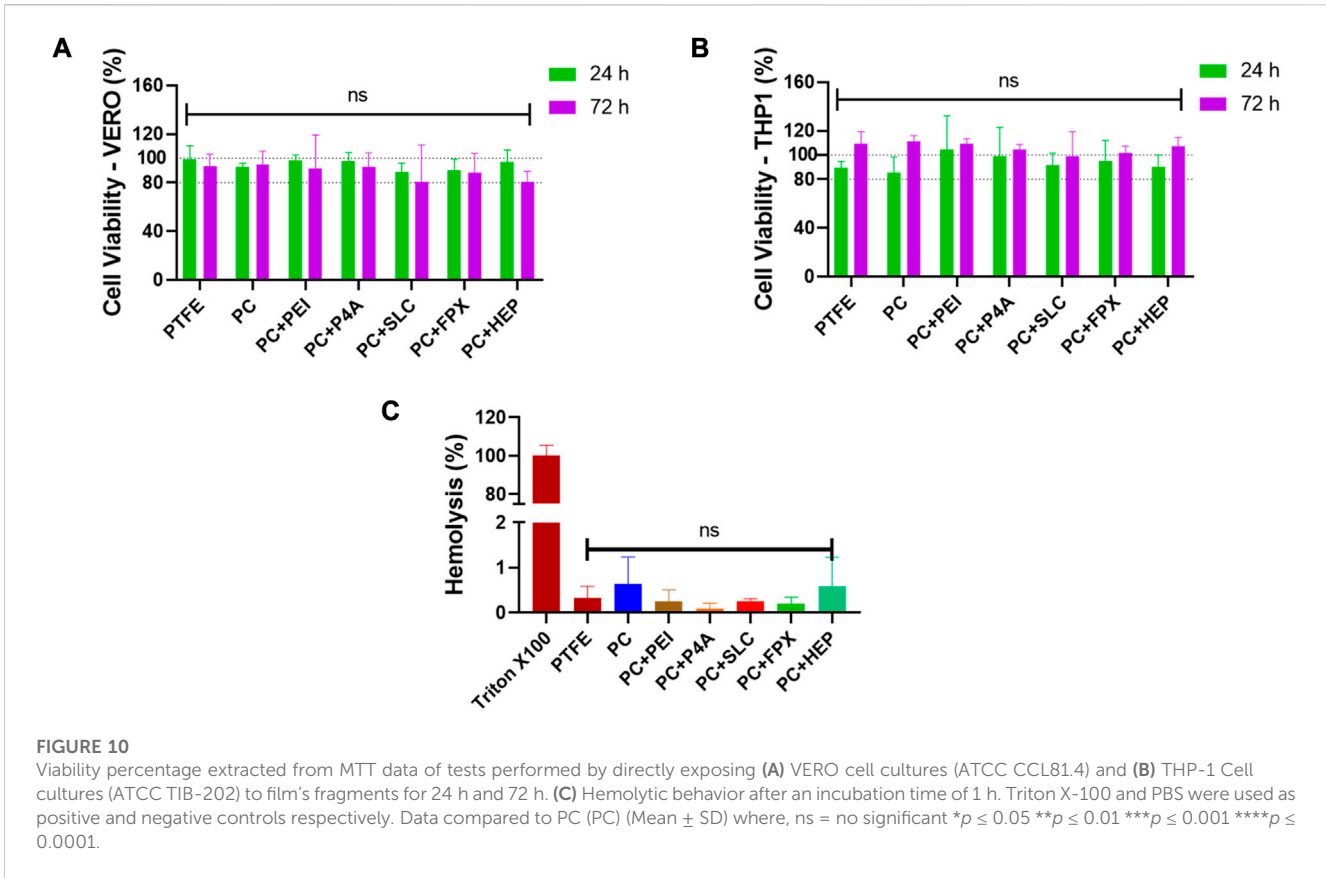 A
Cell Viability - VERO (%)
160
120
100
80
40
0
ns
24 h
72 h
PTFE
PC
PC+PEI
PC+P4A
PC+SLC
PC+FPX
PC+HEP
B
Cell Viability - THP1 (%)
160
120
100
80
40
0
ns
24 h
72 h
PTFE
PC
PC+PEI
PC+P4A
PC+SLC
PC+FPX
PC+HEP
C
Hemolysis (%)
120
100
80
2
1
0
ns
Triton X100
PTFE
PC
PC+PEI
PC+P4A
PC+SLC
PC+FPX
PC+HEP
FIGURE 10
Viability percentage extracted from MTT data of tests performed by directly exposing (A) VERO cell cultures (ATCC CCL81.4) and (B) THP-1 Cell
cultures (ATCC TIB-202) to film's fragments for 24 h and 72 h. (C) Hemolytic behavior after an incubation time of 1 h. Triton X-100 and PBS were used as
positive and negative controls respectively. Data compared to PC (PC) (Mean ± SD) where, ns = no significant *p ≤ 0.05 **p ≤ 0.01 ***p ≤ 0.001 ****p ≤
0.0001.